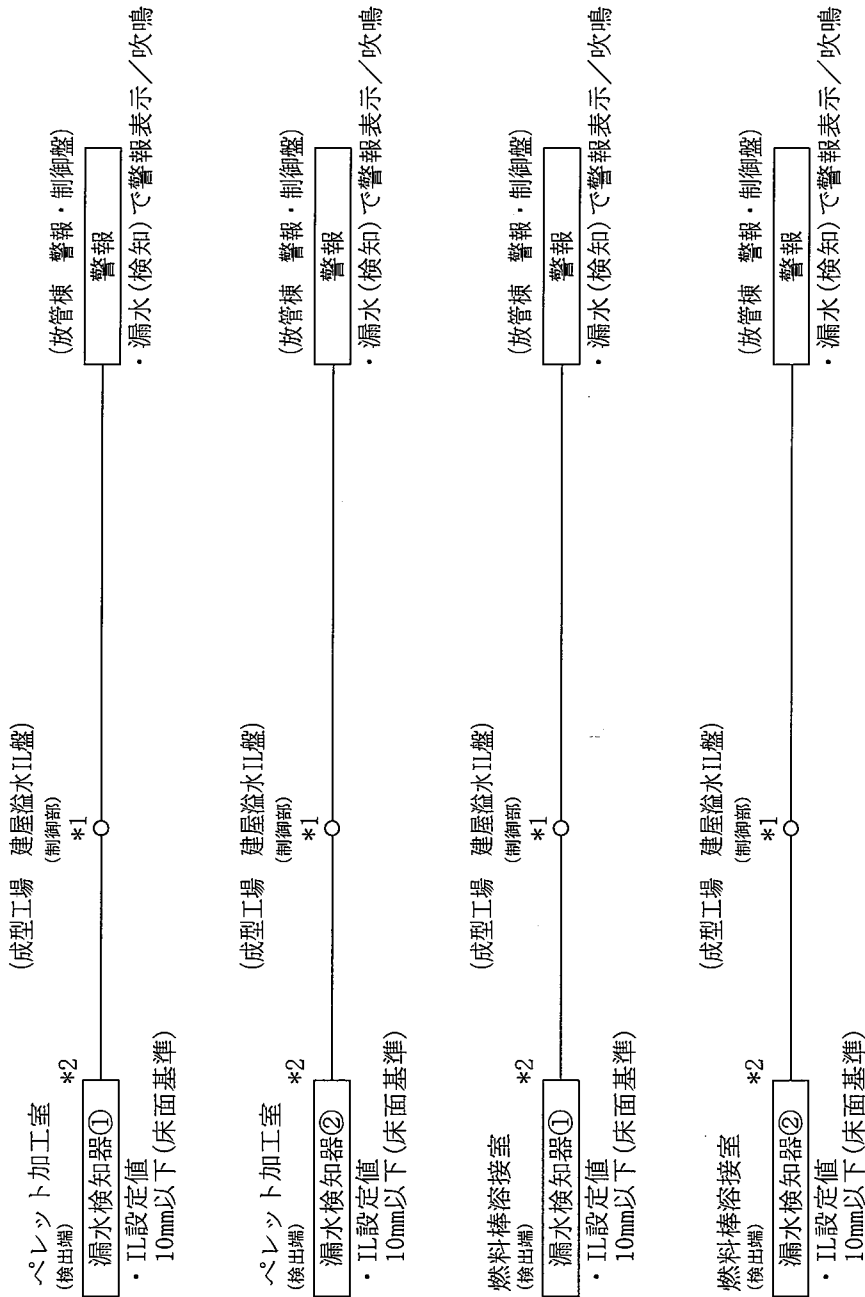 ペレット加工室
(検出端)
*2
漏水検知器①
・IL設定値
10mm以下(床面基準)
(成型工場 建屋溢水IL盤)
(制御部)
*1
(放管棟 警報・制御盤)
警報
・漏水(検知)で警報表示/吹鳴
ペレット加工室
(検出端)
*2
漏水検知器②
・IL設定値
10mm以下(床面基準)
(成型工場 建屋溢水IL盤)
(制御部)
*1
(放管棟 警報・制御盤)
警報
・漏水(検知)で警報表示/吹鳴
燃料棒溶接室
(検出端)
*2
漏水検知器①
・IL設定値
10mm以下(床面基準)
(成型工場 建屋溢水IL盤)
(制御部)
*1
(放管棟 警報・制御盤)
警報
・漏水(検知)で警報表示/吹鳴
燃料棒溶接室
(検出端)
*2
漏水検知器②
・IL設定値
10mm以下(床面基準)
(成型工場 建屋溢水IL盤)
(制御部)
*1
(放管棟 警報・制御盤)
警報
・漏水(検知)で警報表示/吹鳴